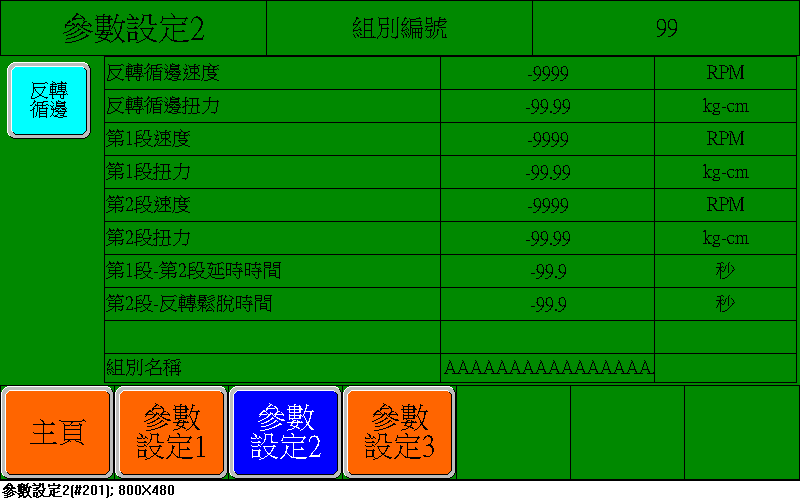 參數設定2 組別編號 99
反轉
循邊
反轉循邊速度 -9999 RPM
反轉循邊扭力 -99.99 kg-cm
第1段速度 -9999 RPM
第1段扭力 -99.99 kg-cm
第2段速度 -9999 RPM
第2段扭力 -99.99 kg-cm
第1段-第2段延時時間 -99.9 秒
第2段-反轉鬆脫時間 -99.9 秒
組別名稱 AAAAAAAAAAAAAAAA
主頁
參數
設定1
參數
設定2
參數
設定3
參數設定2(#201); 800X480